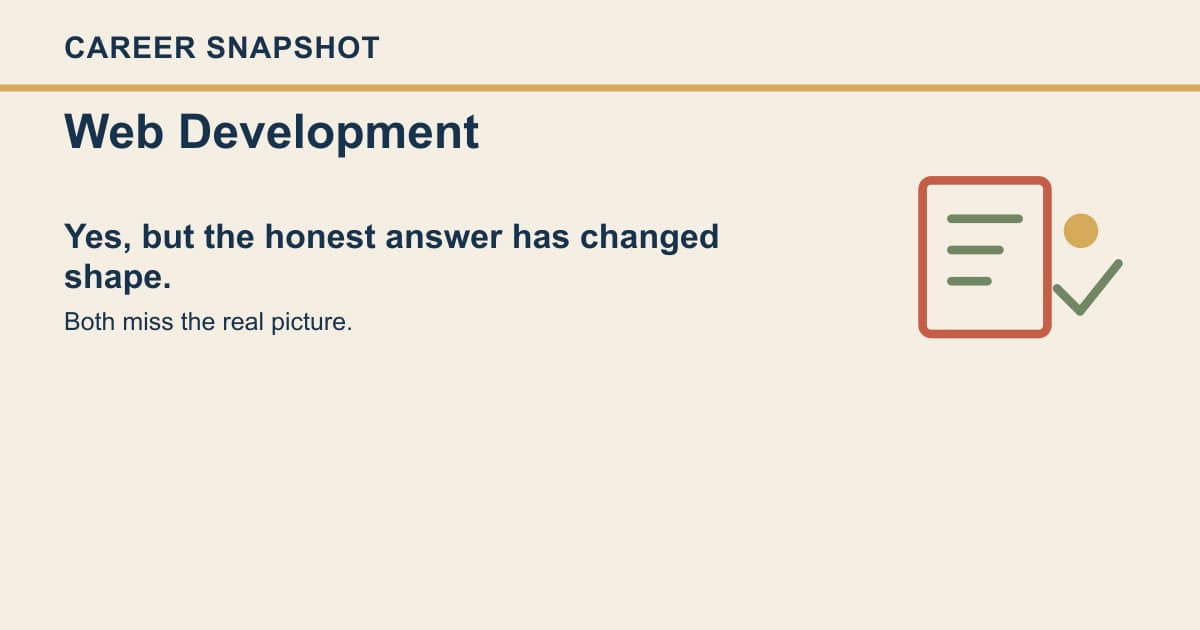 CAREER SNAPSHOT
Web Development
Yes, but the honest answer has changed
shape.
Both miss the real picture.